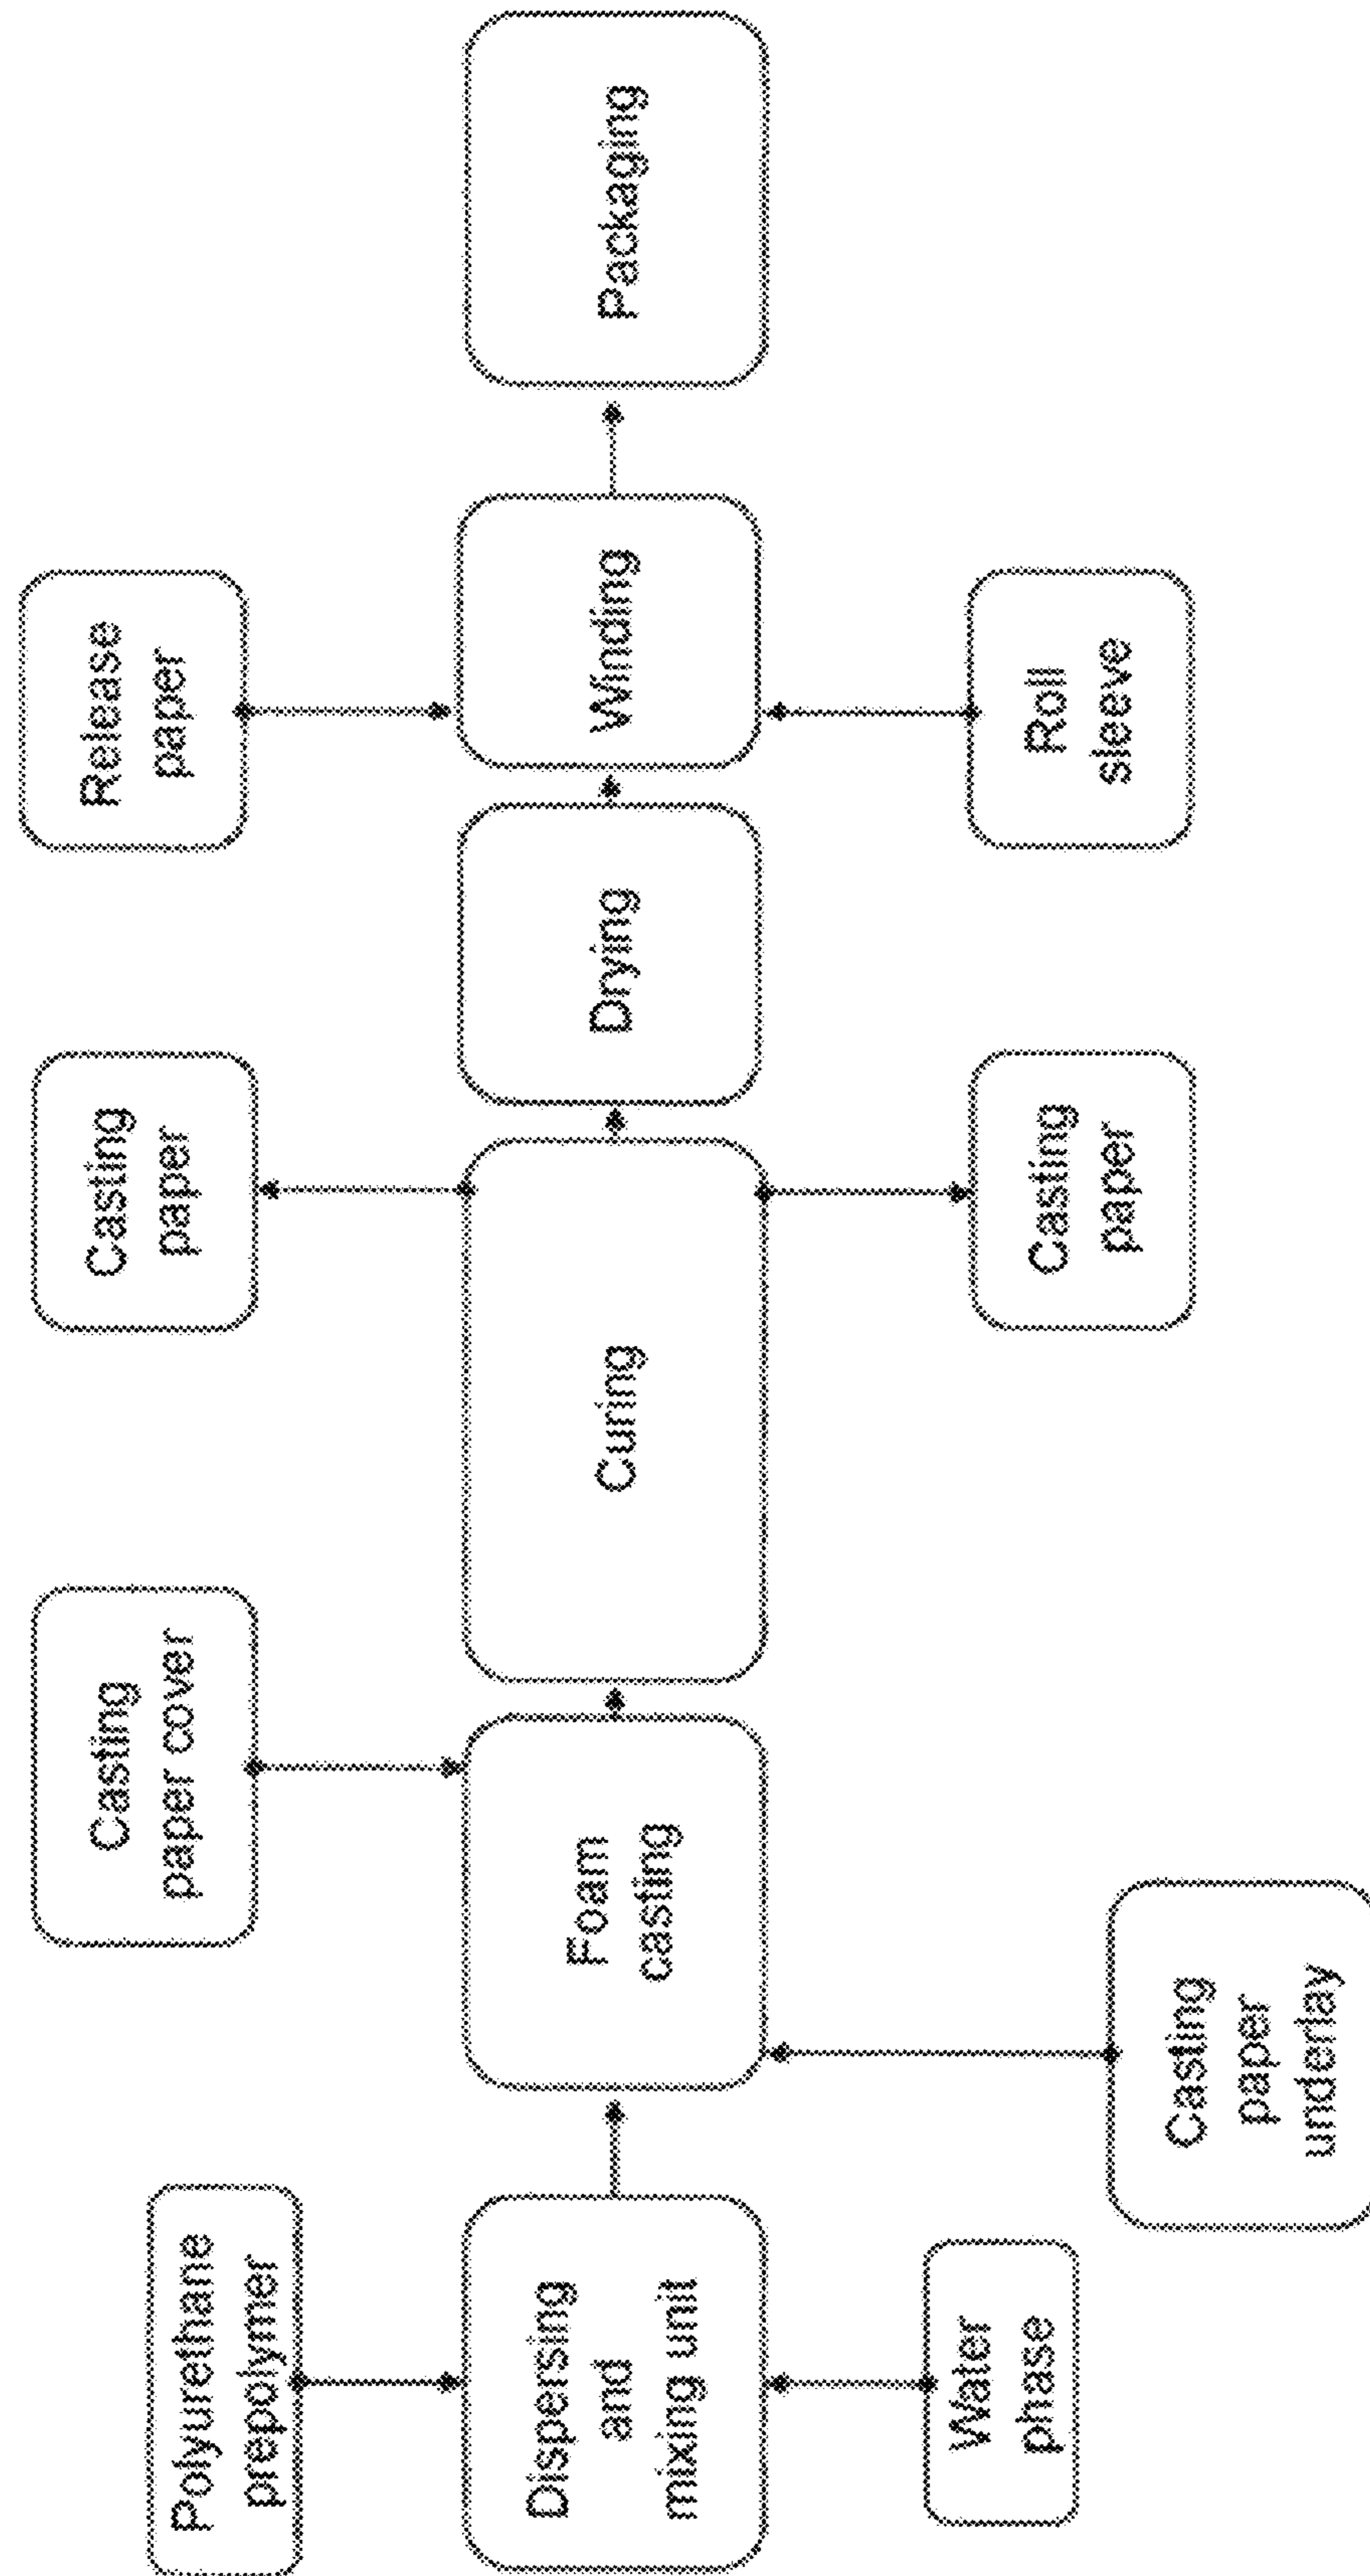 Polyurethane
prepolymer
Casting
paper cover
Casting
paper
Release
paper
Dispersing
and
mixing unit
Foam
casting
Curing
Drying
Winding
Packaging
Water
phase
Casting
paper
underlay
Casting
paper
Roll
sleeve